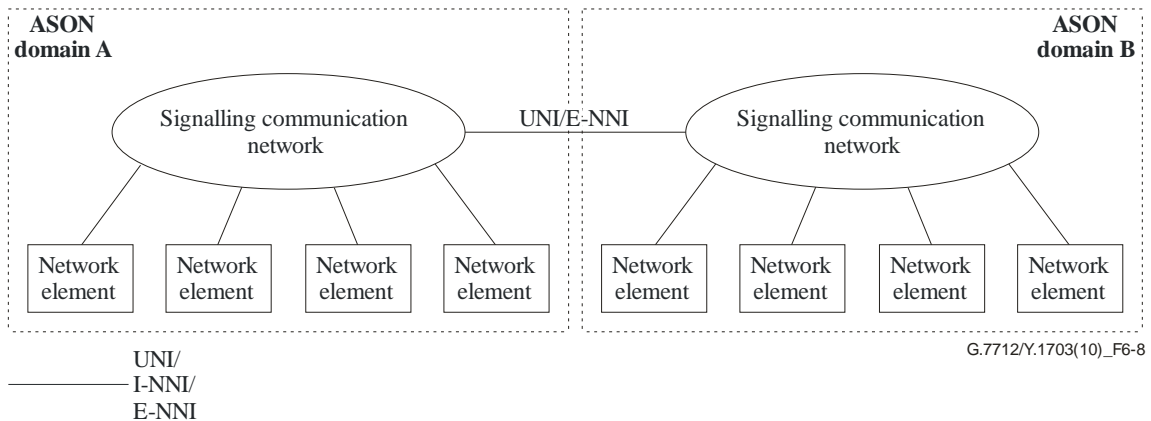 ASON
domain A
ASON
domain B
Signalling communication
network
UNI/E-NNI
Signalling communication
network
Network
element
Network
element
Network
element
Network
element
Network
element
Network
element
Network
element
Network
element
G.7712/Y.1703(10)_F6-8
UNI/
I-NNI/
E-NNI